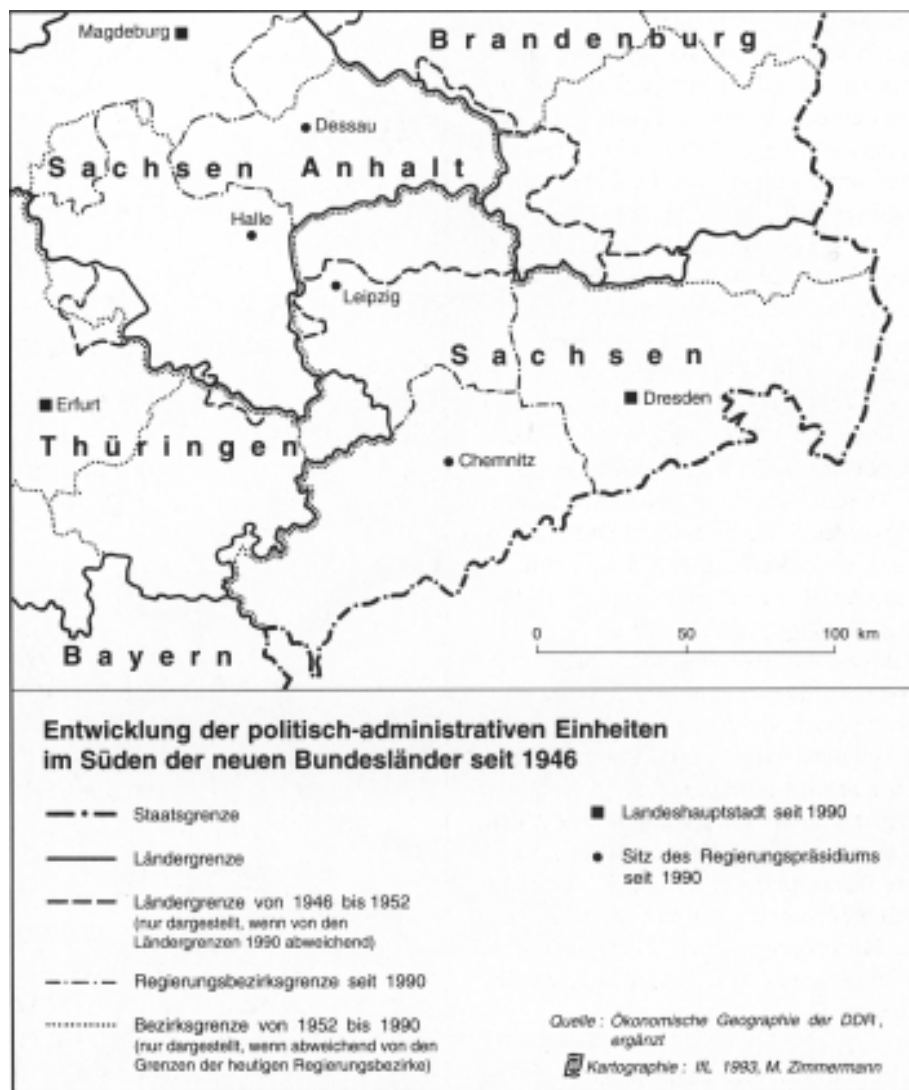 Magdeburg
Brandenburg
Dessau
Sachsen Anhalt
Halle
Leipzig
Sachsen
Erfurt
Dresden
Thüringen
Chemnitz
0 50 100 km
Bayern
Entwicklung der politisch-administrativen Einheiten
im Süden der neuen Bundesländer seit 1946
Staatsgrenze
Ländergrenze
Ländergrenze von 1946 bis 1952
(nur dargestellt, wenn von den
Ländergrenzen 1990 abweichend)
Regierungsbezirksgrenze seit 1990
Bezirksgrenze von 1952 bis 1990
(nur dargestellt, wenn abweichend von den
Grenzen der heutigen Regierungsbezirke)
Landeshauptstadt seit 1990
Sitz des Regierungspräsidiums
seit 1990
Quelle : Ökonomische Geographie der DDR ,
ergänzt
Kartographie : IfL 1993, M. Zimmermann